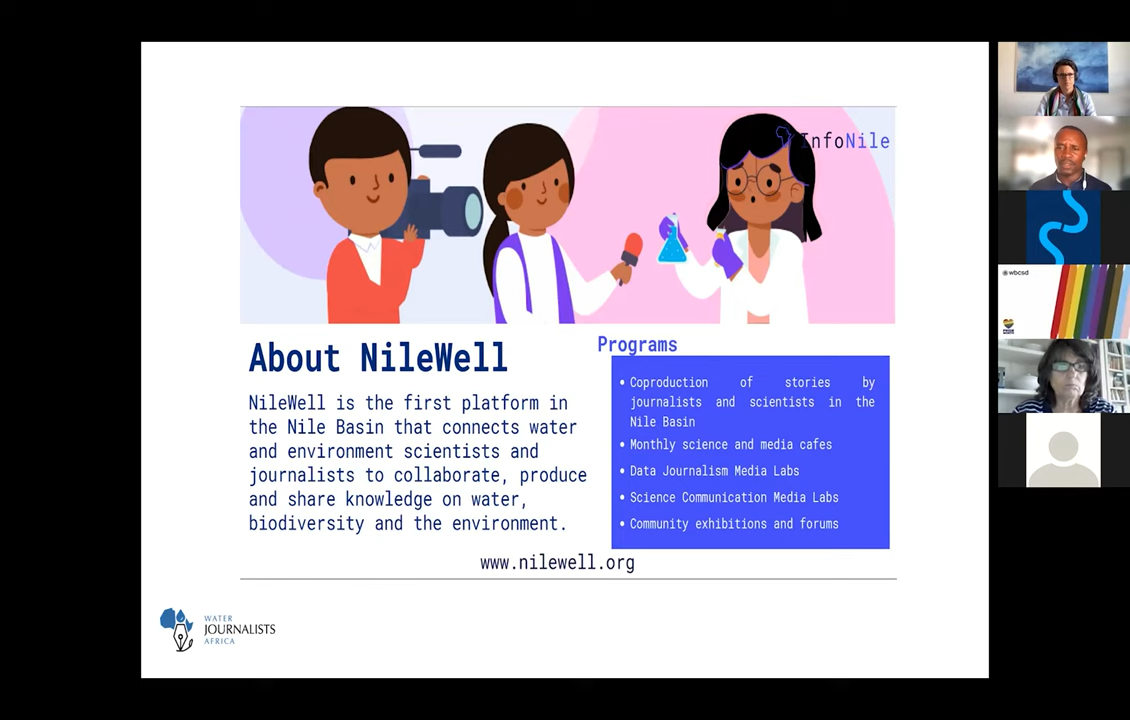 InfoNile
About NileWell
NileWell is the first platform in
the Nile Basin that connects water
and environment scientists and
journalists to collaborate, produce
and share knowledge on water,
biodiversity and the environment.
Programs
• Coproduction of stories by
journalists and scientists in the
Nile Basin
• Monthly science and media cafes
• Data Journalism Media Labs
• Science Communication Media Labs
• Community exhibitions and forums
www.nilewell.org
WATER
JOURNALISTS
AFRICA
wbcsd